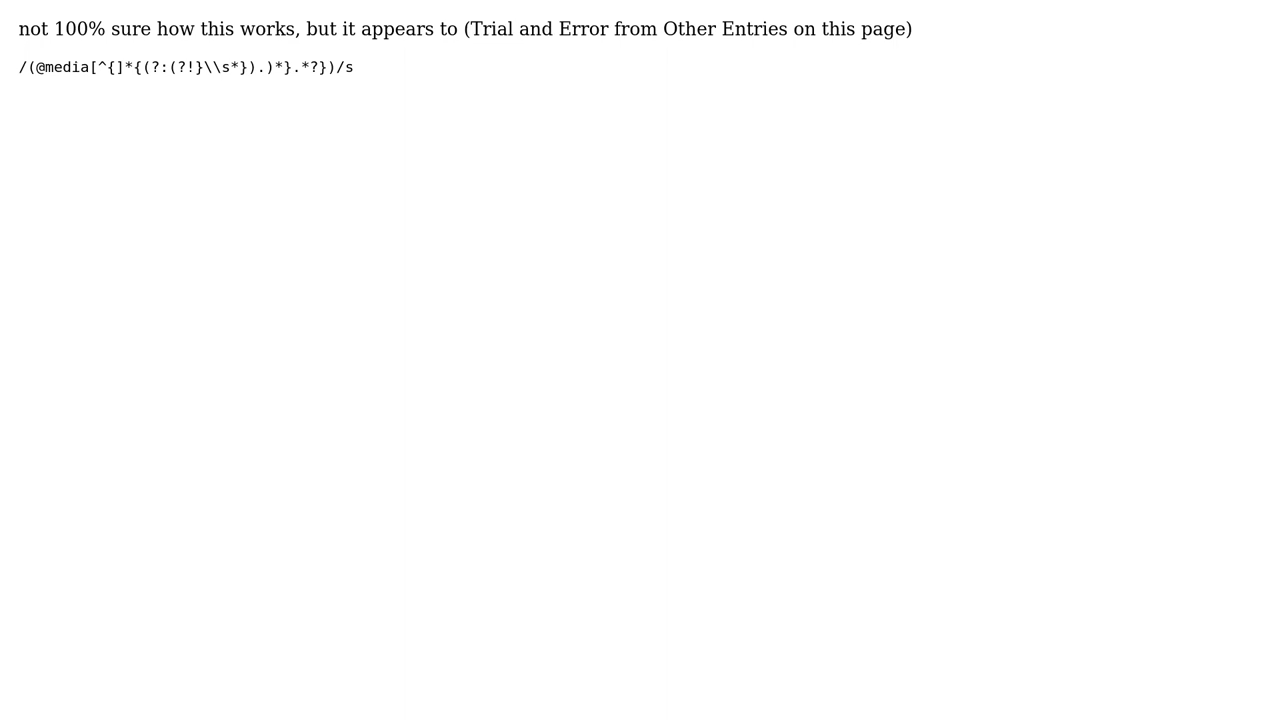 not 100% sure how this works, but it appears to (Trial and Error from Other Entries on this page)
/(@media[^{]*{(?:(?!}\\s*}).)*}.*?})/s